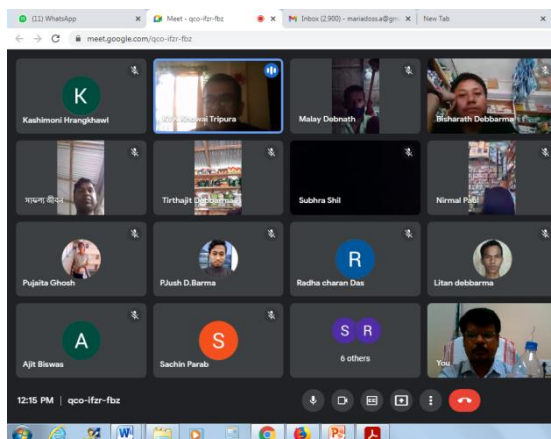 (11) WhatsApp
Meet - qco-ifzr-fbz
Inbox (2,900) - mariadoss.a@gm
New Tab
meet.google.com/qco-ifzr-fbz
K
Kashimoni Hrangkhawl
Khowai Tripura
Malay Debnath
Bisharath Debbarma
জীবন
Tirthajit Debbarma
Subhra Shil
Nirmal Paul
Pujaita Ghosh
PJush D.Barma
R
Radha charan Das
Litan debbarma
A
Ajit Biswas
S
Sachin Parab
S R
6 others
You
12:15 PM | qco-ifzr-fbz